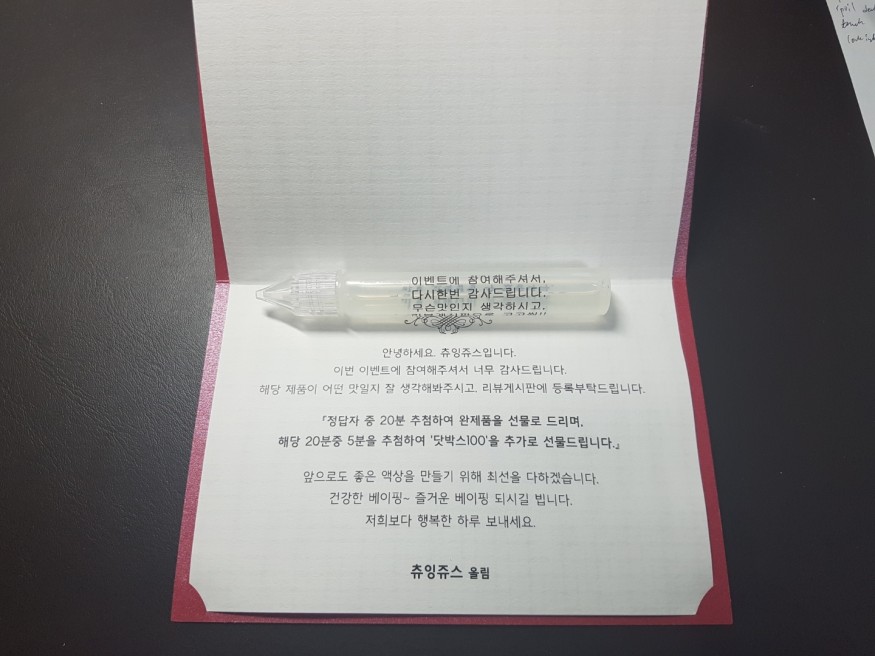 이벤트에 참여해주셔서,
다시한번 감사드립니다.
무슨맛인지 생각하시고,
안녕하세요. 츄잉쥬스입니다.
이번 이벤트에 참여해주셔서 너무 감사드립니다.
해당 제품이 어떤 맛일지 잘 생각해봐주시고, 리뷰게시판에 등록부탁드립니다.
『정답자 중 20분 추첨하여 완제품을 선물로 드리며,
해당 20분중 5분을 추첨하여 '닷박스100'을 추가로 선물드립니다.』
앞으로도 좋은 액상을 만들기 위해 최선을 다하겠습니다.
건강한 베이핑~ 즐거운 베이핑 되시길 빕니다.
저희보다 행복한 하루 보내세요.
츄잉쥬스 올림